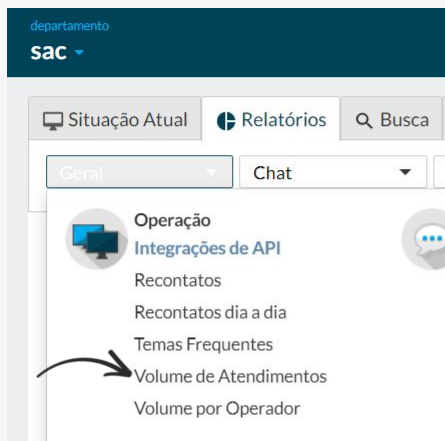 departamento
sac
Situação Atual
Relatórios
Busca
Geral
Chat
Operação
Integrações de API
Recontatos
Recontatos dia a dia
Temas Frequentes
Volume de Atendimentos
Volume por Operador